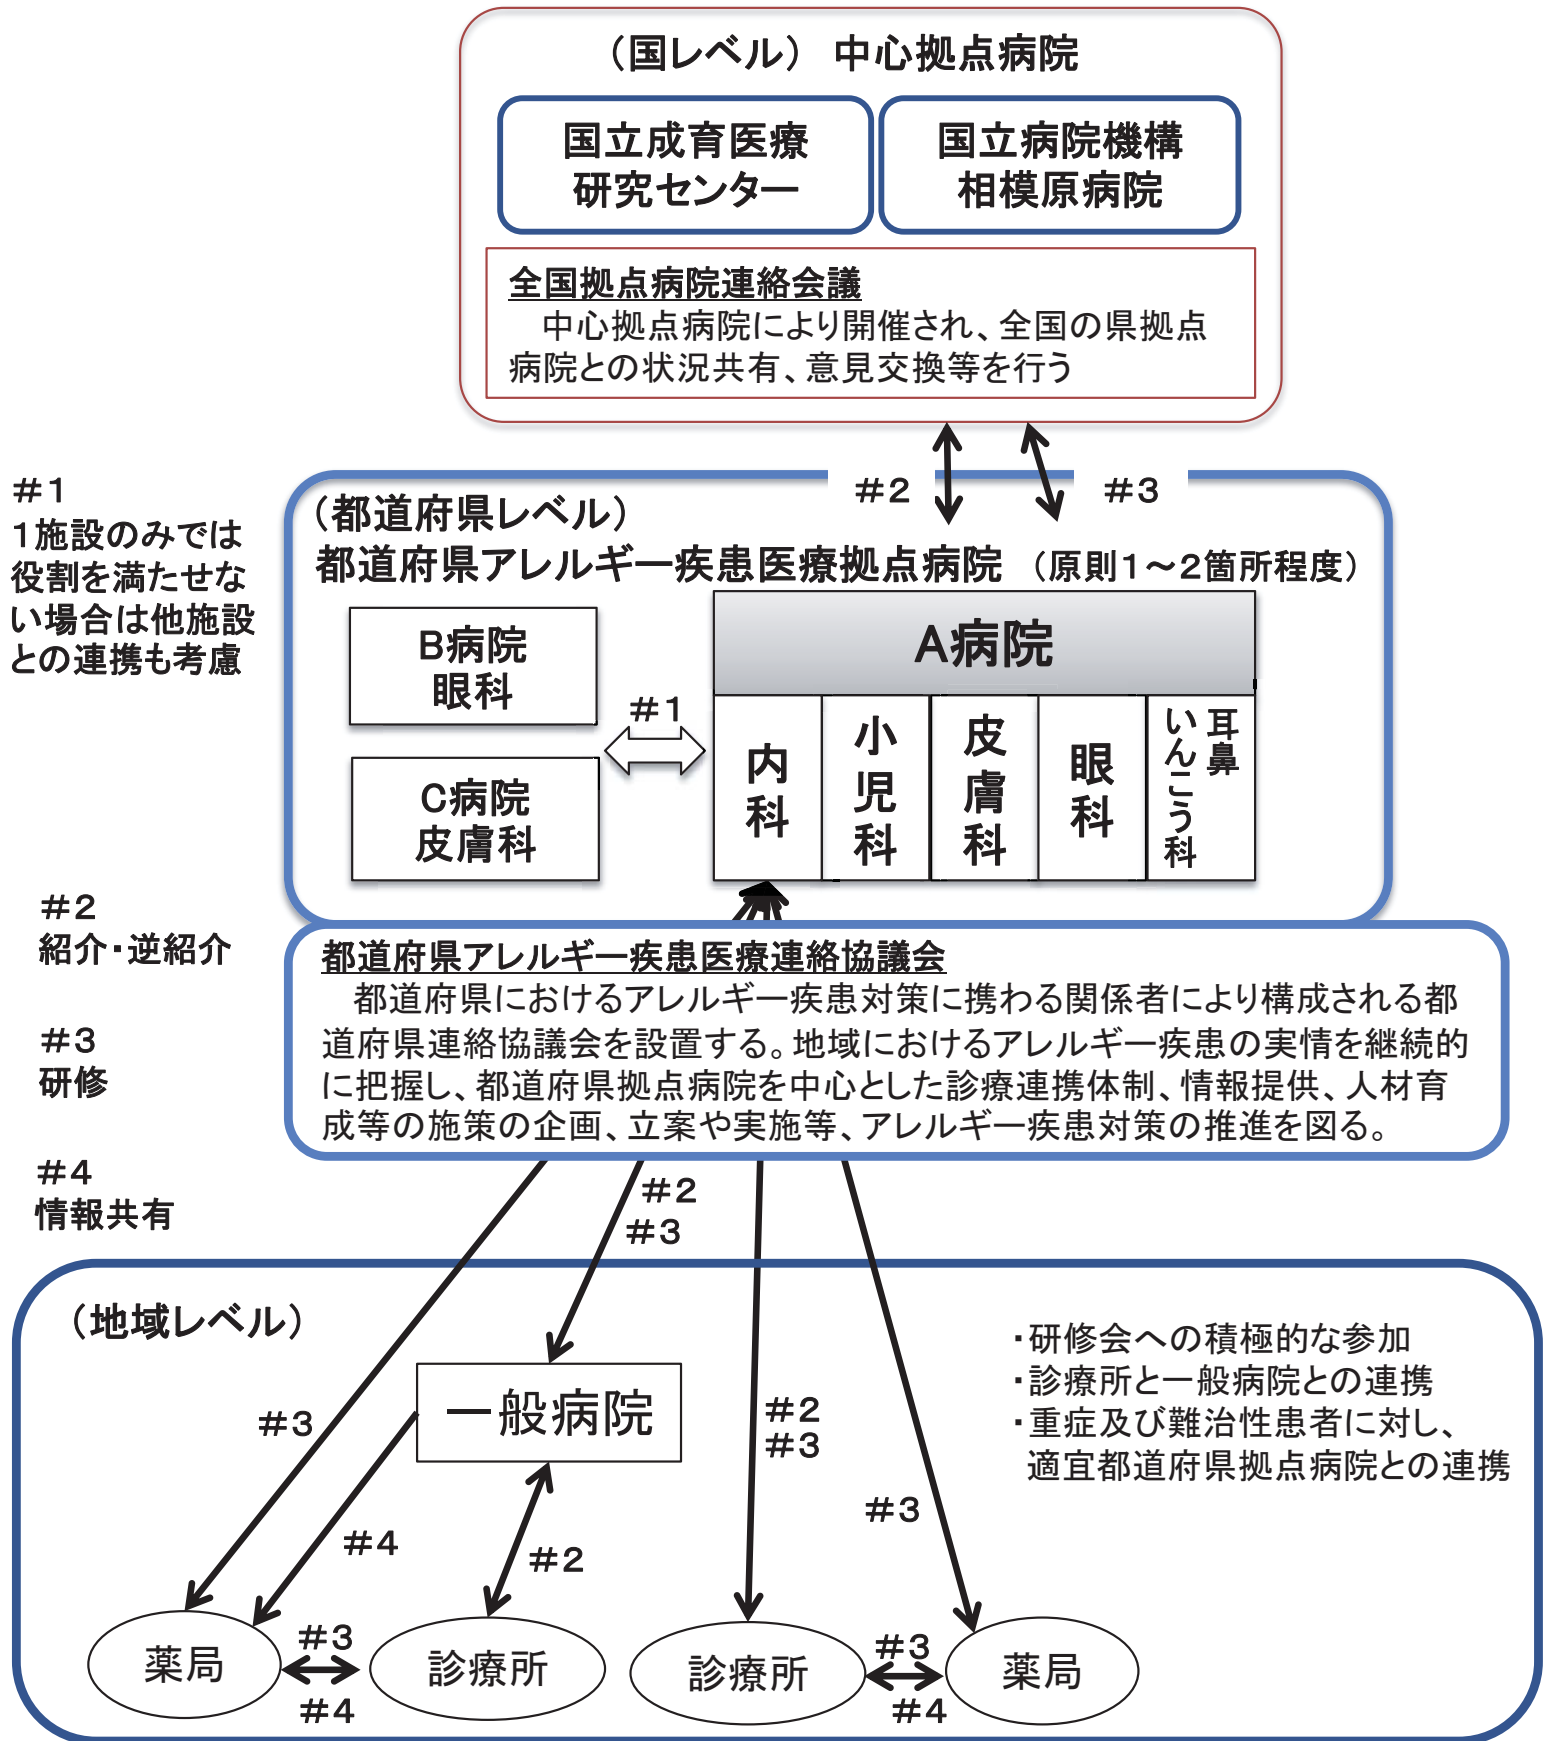 （国レベル） 中心拠点病院
国立成育医療
研究センター
国立病院機構
相模原病院
全国拠点病院連絡会議
中心拠点病院により開催され、全国の県拠点
病院との状況共有、意見交換等を行う
＃2
＃3
＃1
1施設のみでは
役割を満たせな
い場合は他施設
との連携も考慮
（都道府県レベル）
都道府県アレルギー疾患医療拠点病院 （原則1～2箇所程度）
B病院
眼科
C病院
皮膚科
＃1
A病院
内科
小児科
皮膚科
眼科
耳鼻
いんこう科
＃2
紹介・逆紹介
＃3
研修
＃4
情報共有
都道府県アレルギー疾患医療連絡協議会
都道府県におけるアレルギー疾患対策に携わる関係者により構成される都
道府県連絡協議会を設置する。地域におけるアレルギー疾患の実情を継続的
に把握し、都道府県拠点病院を中心とした診療連携体制、情報提供、人材育
成等の施策の企画、立案や実施等、アレルギー疾患対策の推進を図る。
＃2
＃3
（地域レベル）
・研修会への積極的な参加
・診療所と一般病院との連携
・重症及び難治性患者に対し、
適宜都道府県拠点病院との連携
一般病院
＃3
＃2
＃3
＃3
＃4
＃2
薬局
＃3
＃4
診療所
診療所
＃3
＃4
薬局